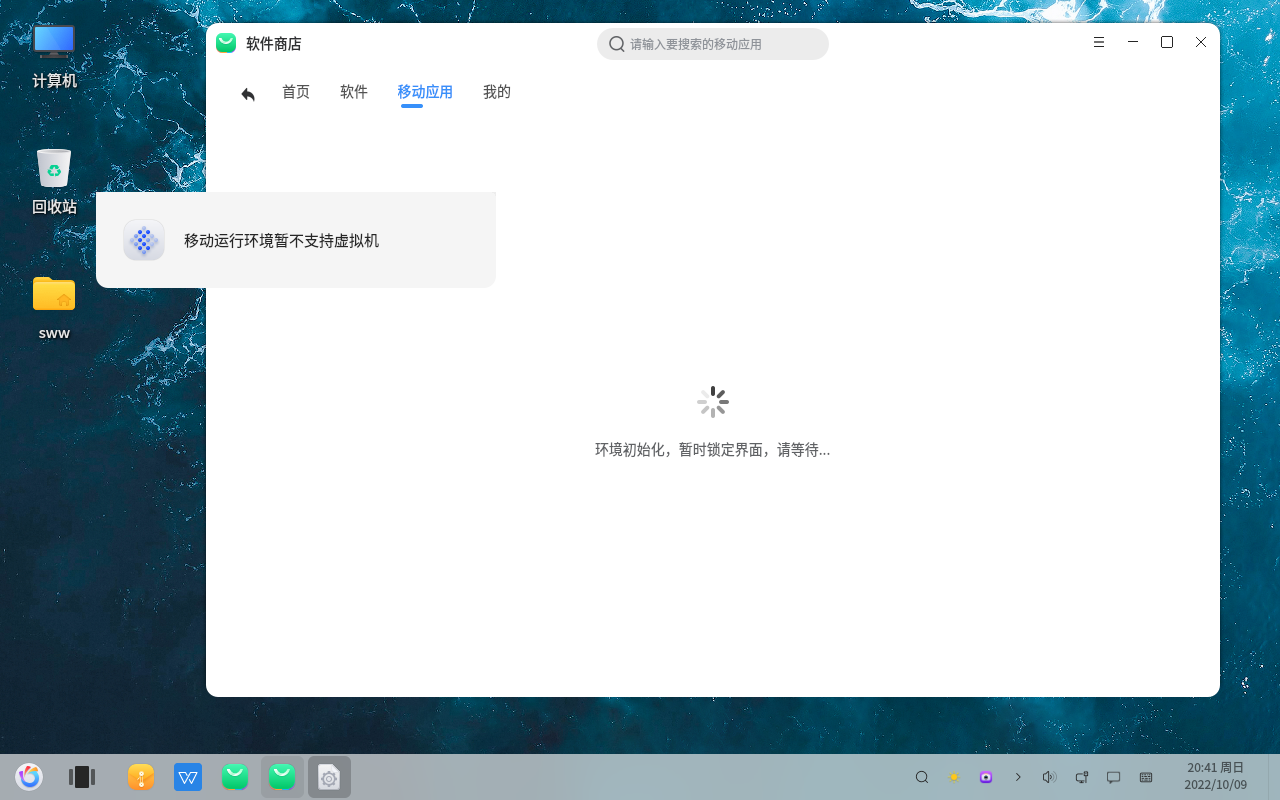 计算机
回收站
sww
软件商店
请输入要搜索的移动应用
首页
软件
移动应用
我的
移动运行环境暂不支持虚拟机
环境初始化，暂时锁定界面，请等待...
20:41 周日
2022/10/09